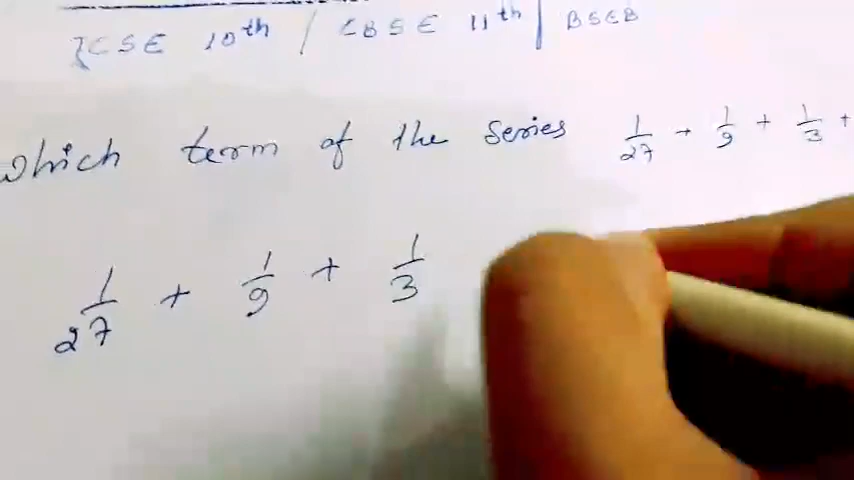 ICSE 10th / CBSE 11th | BSEB
Which term of the series 1/27 + 1/9 + 1/3 +
1/27 + 1/9 + 1/3